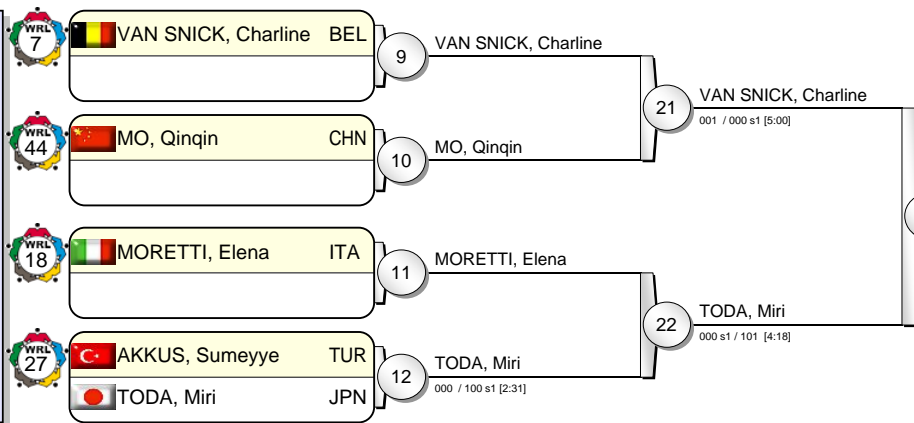 WRL
7
VAN SNICK, Charline BEL
9
VAN SNICK, Charline
21
VAN SNICK, Charline
001 / 000 s1 [5:00]
WRL
44
MO, Qinqin CHN
10
MO, Qinqin
WRL
18
MORETTI, Elena ITA
11
MORETTI, Elena
22
TODA, Miri
000 s1 / 101 [4:18]
WRL
27
AKKUS, Sumeyye TUR
TODA, Miri JPN
12
TODA, Miri
000 / 100 s1 [2:31]